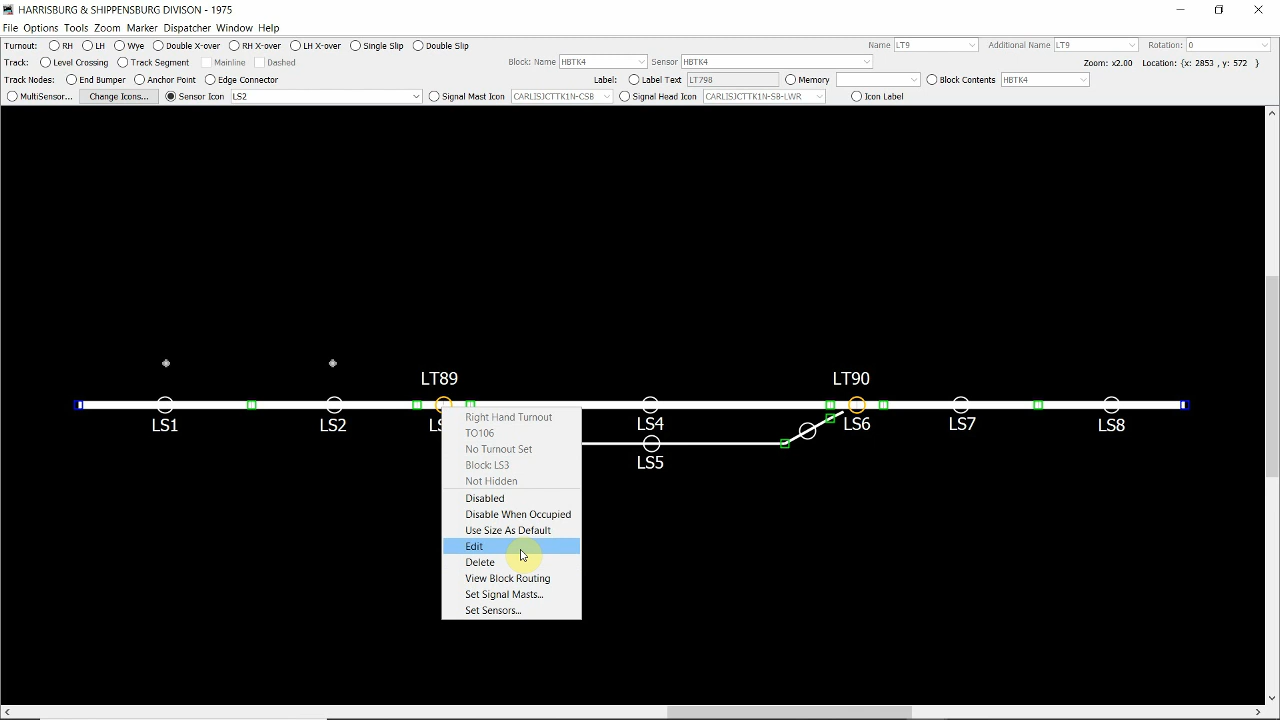 HARRISBURG & SHIPPENSBURG DIVISON - 1975
File Options Tools Zoom Marker Dispatcher Window Help
Turnout: RH LH Wye Double X-over RH X-over LH X-over Single Slip Double Slip Name LT9 Additional Name LT9 Rotation: 0
Track: Level Crossing Track Segment Mainline Dashed Block: Name HBTK4 Sensor HBTK4 Zoom: x2.00 Location: {x: 2853 , y: 572 }
Track Nodes: End Bumper Anchor Point Edge Connector Label: Label Text LT798 Memory Block Contents HBTK4
MultiSensor... Change Icons... Sensor Icon LS2 Signal Mast Icon CARLISJCTTK1N-CSB Signal Head Icon CARLISJCTTK1N-SB-LWR Icon Label
LT89 LT90
LS1 LS2 LS LS4 LS6 LS7 LS8
LS5
Right Hand Turnout
TO106
No Turnout Set
Block: LS3
Not Hidden
Disabled
Disable When Occupied
Use Size As Default
Edit
Delete
View Block Routing
Set Signal Masts...
Set Sensors...